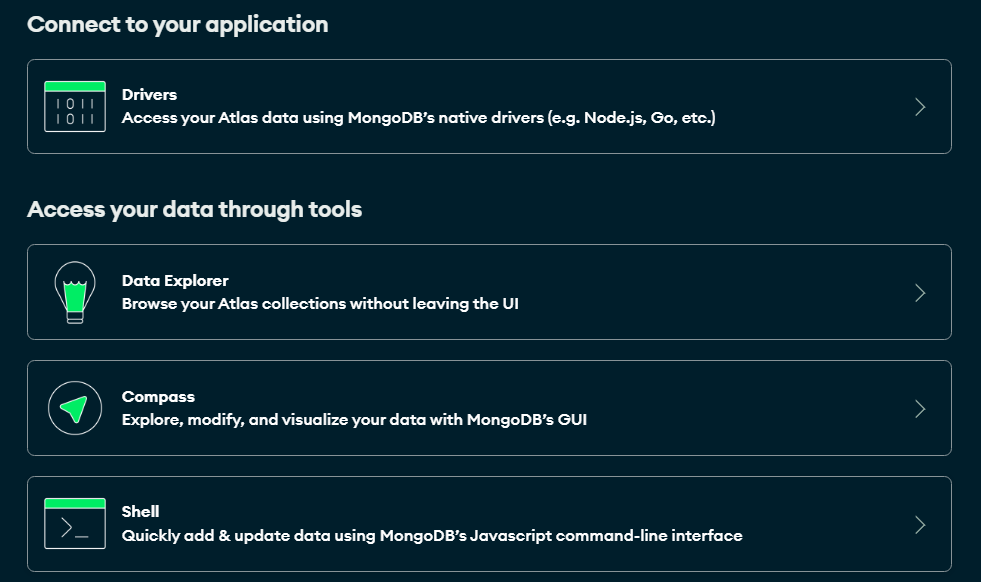 Connect to your application
1011
1011
Drivers
Access your Atlas data using MongoDB's native drivers (e.g. Node.js, Go, etc.)
Access your data through tools
Data Explorer
Browse your Atlas collections without leaving the UI
Compass
Explore, modify, and visualize your data with MongoDB's GUI
>_
Shell
Quickly add & update data using MongoDB's Javascript command-line interface